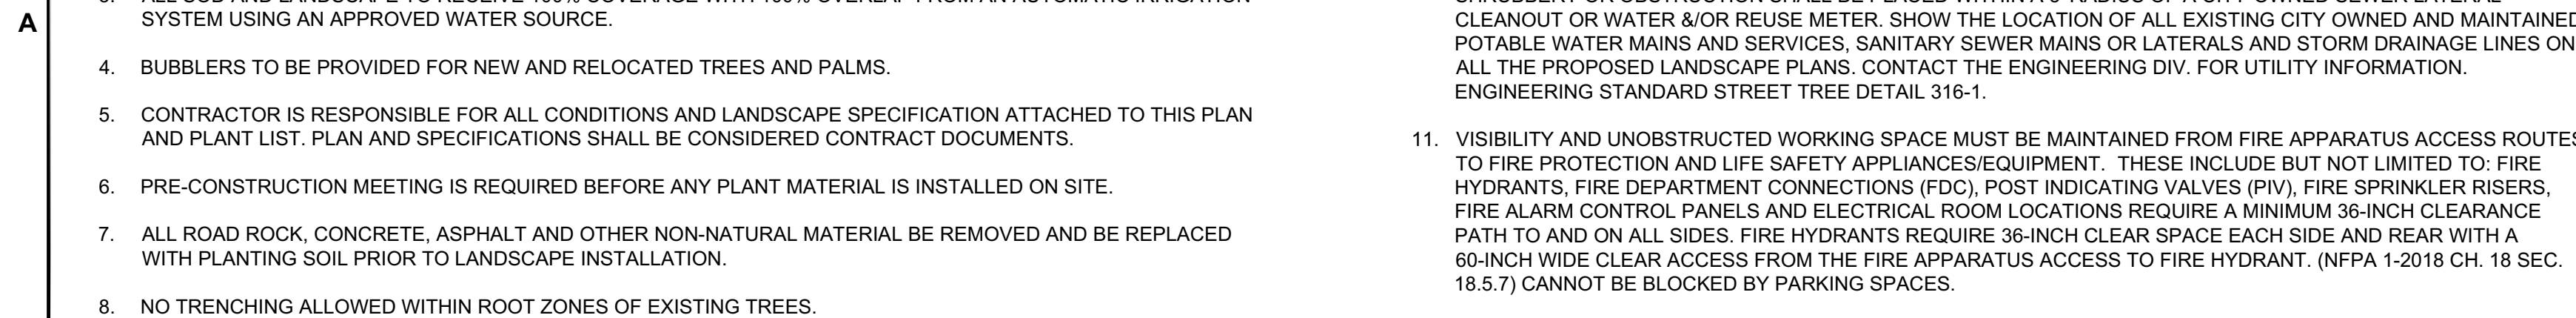 A
SYSTEM USING AN APPROVED WATER SOURCE.
4. BUBBLERS TO BE PROVIDED FOR NEW AND RELOCATED TREES AND PALMS.
5. CONTRACTOR IS RESPONSIBLE FOR ALL CONDITIONS AND LANDSCAPE SPECIFICATION ATTACHED TO THIS PLAN
AND PLANT LIST. PLAN AND SPECIFICATIONS SHALL BE CONSIDERED CONTRACT DOCUMENTS.
6. PRE-CONSTRUCTION MEETING IS REQUIRED BEFORE ANY PLANT MATERIAL IS INSTALLED ON SITE.
7. ALL ROAD ROCK, CONCRETE, ASPHALT AND OTHER NON-NATURAL MATERIAL BE REMOVED AND BE REPLACED
WITH PLANTING SOIL PRIOR TO LANDSCAPE INSTALLATION.
8. NO TRENCHING ALLOWED WITHIN ROOT ZONES OF EXISTING TREES.
CLEANOUT OR WATER &/OR REUSE METER. SHOW THE LOCATION OF ALL EXISTING CITY OWNED AND MAINTAINED
POTABLE WATER MAINS AND SERVICES, SANITARY SEWER MAINS OR LATERALS AND STORM DRAINAGE LINES ON
ALL THE PROPOSED LANDSCAPE PLANS. CONTACT THE ENGINEERING DIV. FOR UTILITY INFORMATION.
ENGINEERING STANDARD STREET TREE DETAIL 316-1.
11. VISIBILITY AND UNOBSTRUCTED WORKING SPACE MUST BE MAINTAINED FROM FIRE APPARATUS ACCESS ROUTES
TO FIRE PROTECTION AND LIFE SAFETY APPLIANCES/EQUIPMENT. THESE INCLUDE BUT NOT LIMITED TO: FIRE
HYDRANTS, FIRE DEPARTMENT CONNECTIONS (FDC), POST INDICATING VALVES (PIV), FIRE SPRINKLER RISERS,
FIRE ALARM CONTROL PANELS AND ELECTRICAL ROOM LOCATIONS REQUIRE A MINIMUM 36-INCH CLEARANCE
PATH TO AND ON ALL SIDES. FIRE HYDRANTS REQUIRE 36-INCH CLEAR SPACE EACH SIDE AND REAR WITH A
60-INCH WIDE CLEAR ACCESS FROM THE FIRE APPARATUS ACCESS TO FIRE HYDRANT. (NFPA 1-2018 CH. 18 SEC.
18.5.7) CANNOT BE BLOCKED BY PARKING SPACES.